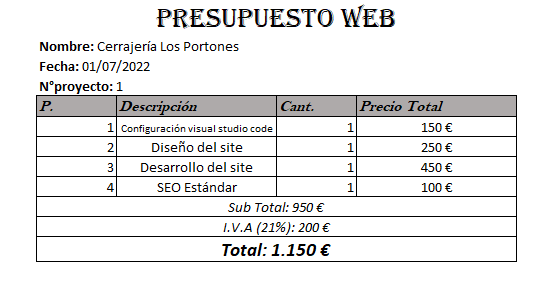 PRESUPUESTO WEB
Nombre: Cerrajería Los Portones
Fecha: 01/07/2022
N°proyecto: 1
P. Descripción Cant. Precio Total
1 Configuración visual studio code 1 150 €
2 Diseño del site 1 250 €
3 Desarrollo del site 1 450 €
4 SEO Estándar 1 100 €
Sub Total: 950 €
I.V.A (21%): 200 €
Total: 1.150 €